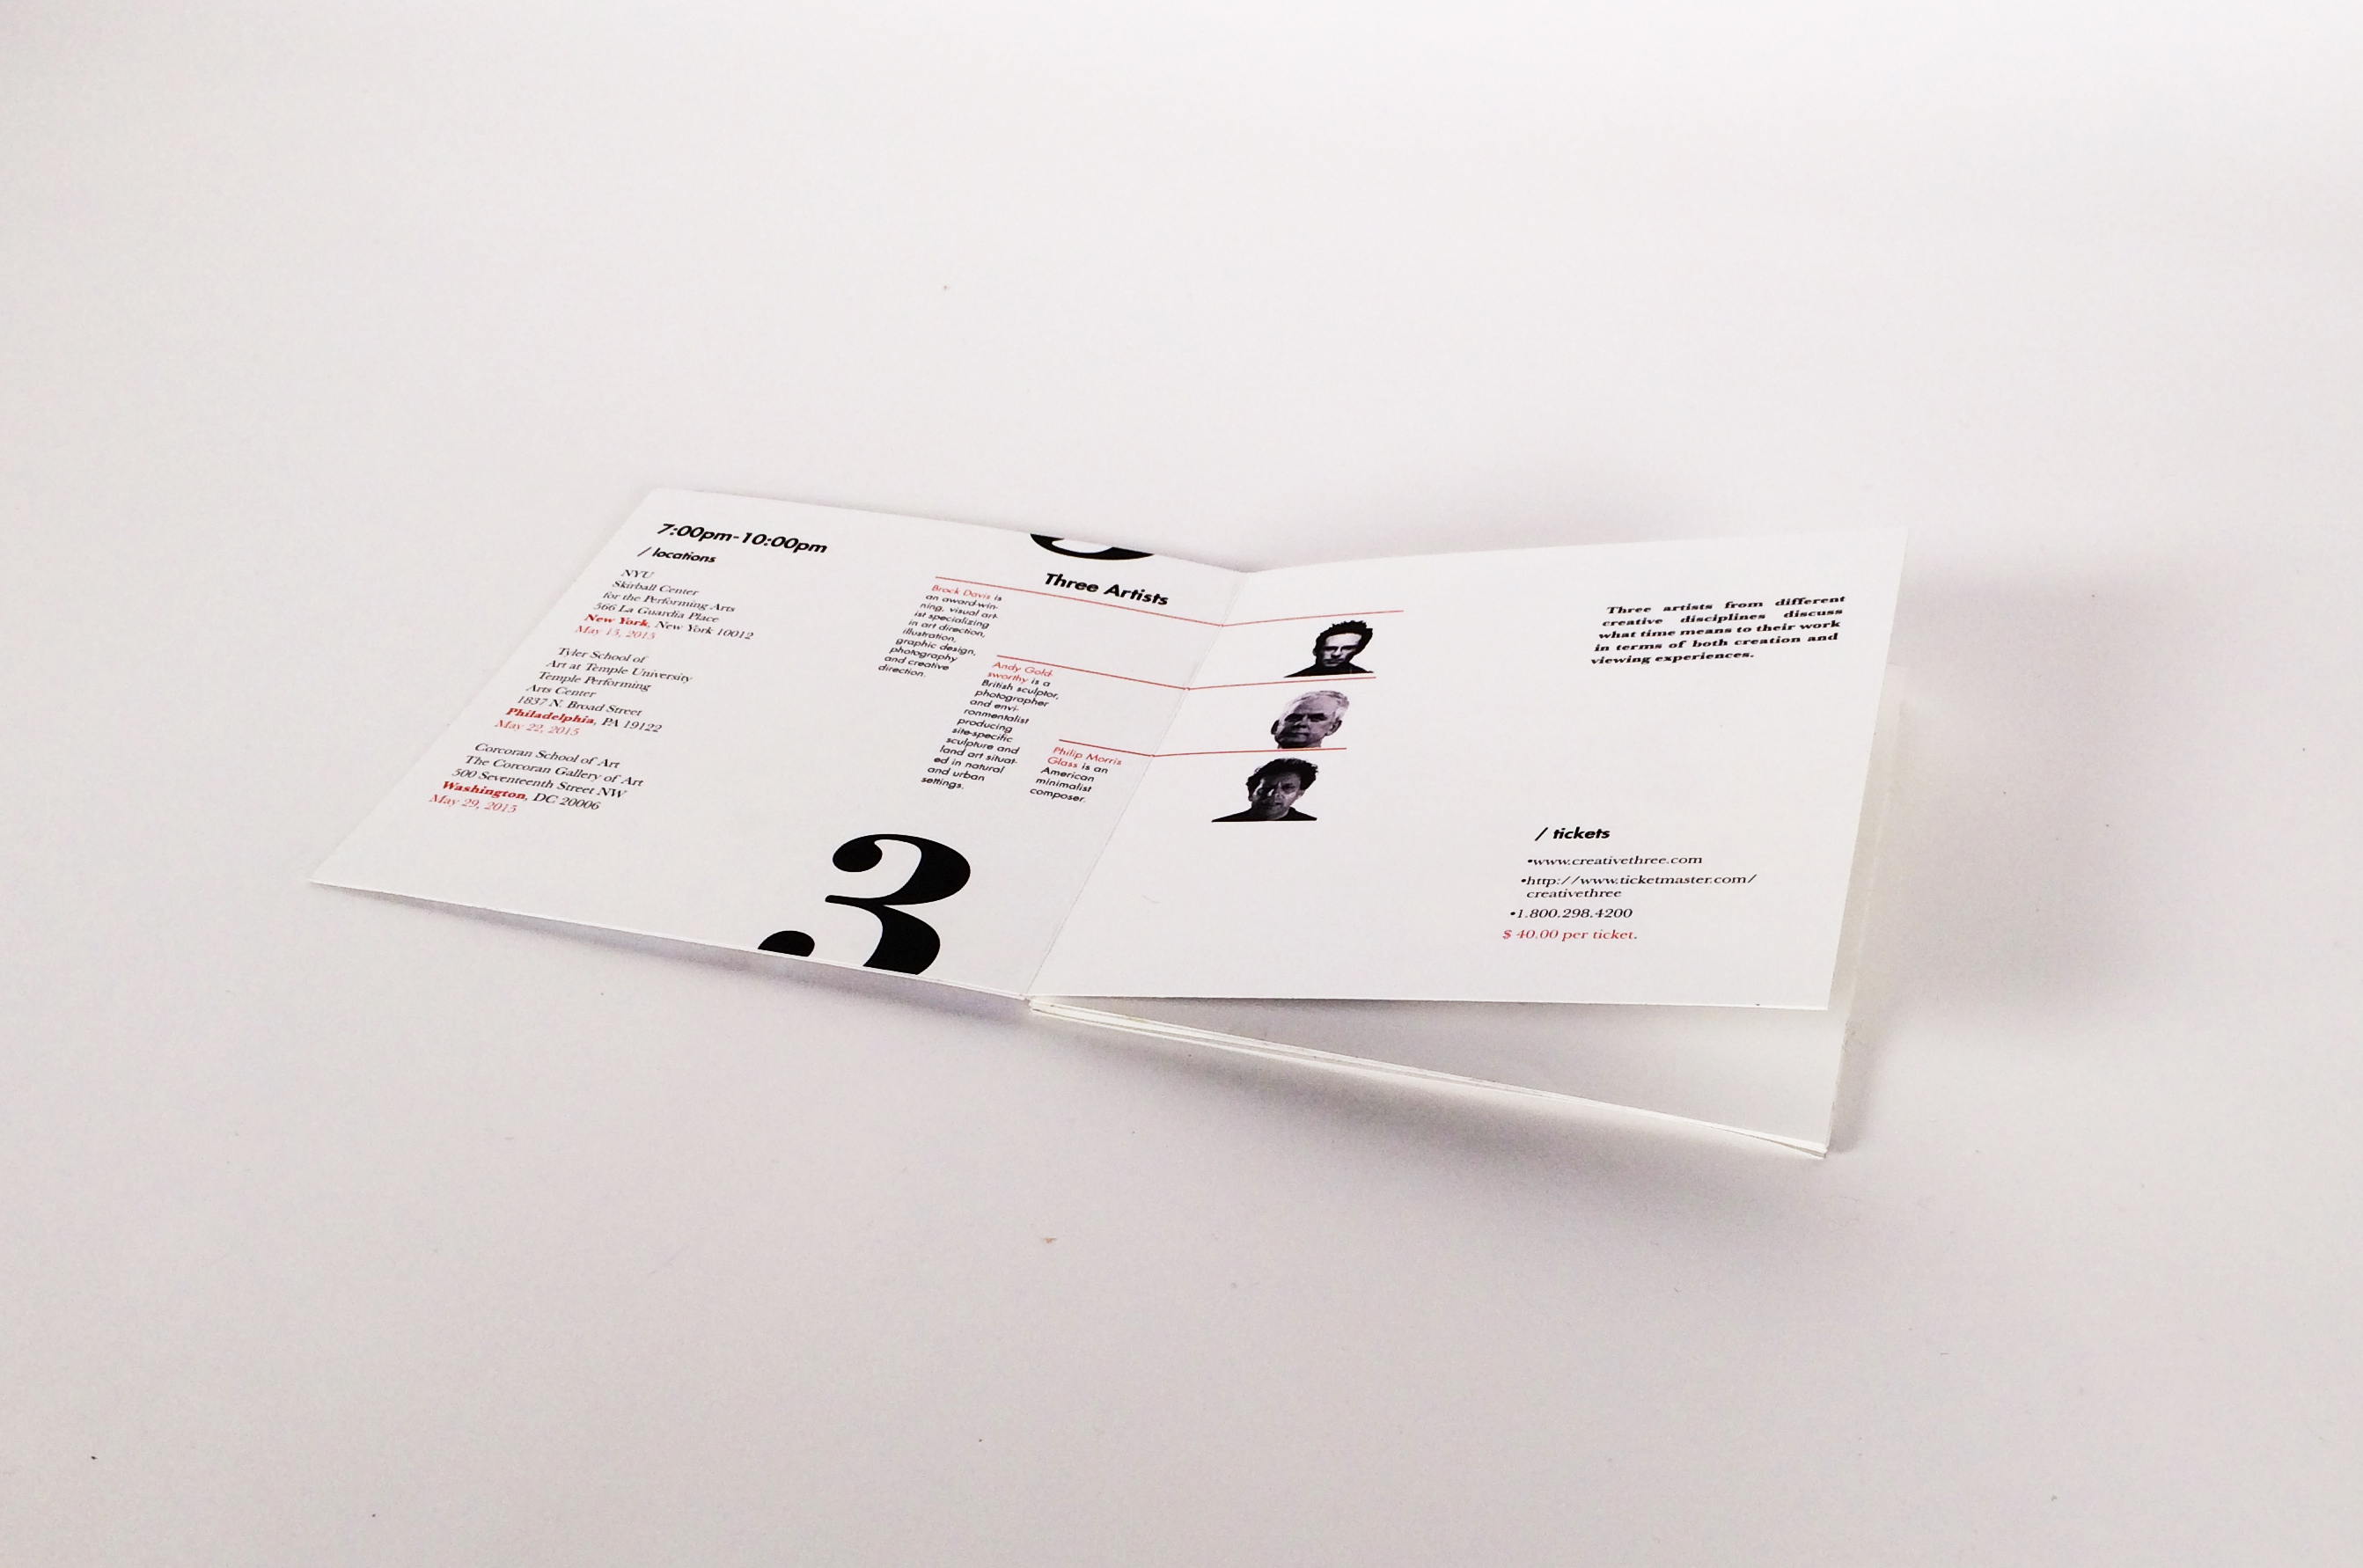 7:00pm-10:00pm
/ locations
NYU
Skirball Center
for the Performing Arts
566 La Guardia Place
New York, New York 10012
May 15, 2015
Tyler School of
Art at Temple University
Temple Performing
Arts Center
1837 N. Broad Street
Philadelphia, PA 19122
May 22, 2015
Corcoran School of Art
The Corcoran Gallery of Art
500 Seventeenth Street NW
Washington, DC 20006
May 29, 2015
3
3
Three Artists
Brock Davis is
an award-win-
ning, visual art-
ist specializing
in art direction,
illustration,
graphic design,
photography
and creative
direction.
Andy Gold-
sworthy is a
British sculptor,
photographer
and envi-
ronmentalist
producing
site-specific
sculpture and
land art situat-
ed in natural
and urban
settings.
Philip Morris
Glass is an
American
minimalist
composer.
Three artists from different
creative disciplines discuss
what time means to their work
in terms of both creation and
viewing experiences.
/ tickets
•www.creativethree.com
•http://www.ticketmaster.com/
creativethree
•1.800.298.4200
$ 40.00 per ticket.